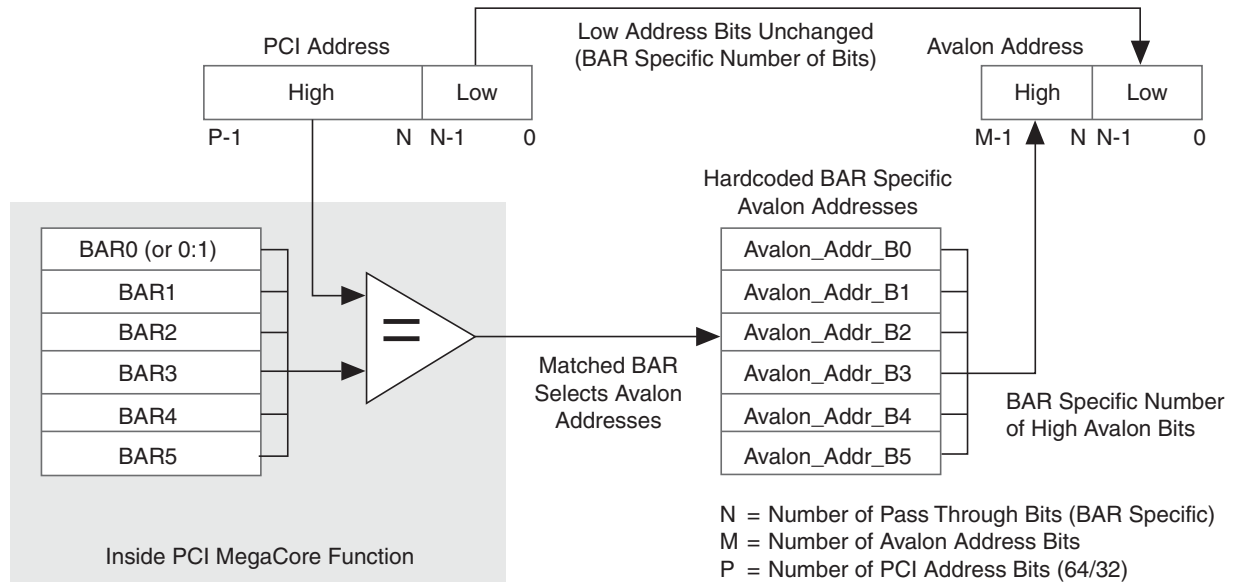 PCI Address
Low Address Bits Unchanged
(BAR Specific Number of Bits)
Avalon Address
High
Low
High
Low
P-1
N
N-1
0
M-1
N
N-1
0
Hardcoded BAR Specific
Avalon Addresses
BAR0 (or 0:1)
BAR1
BAR2
BAR3
BAR4
BAR5
=
Matched BAR
Selects Avalon
Addresses
Avalon_Addr_B0
Avalon_Addr_B1
Avalon_Addr_B2
Avalon_Addr_B3
Avalon_Addr_B4
Avalon_Addr_B5
BAR Specific Number
of High Avalon Bits
Inside PCI MegaCore Function
N = Number of Pass Through Bits (BAR Specific)
M = Number of Avalon Address Bits
P = Number of PCI Address Bits (64/32)